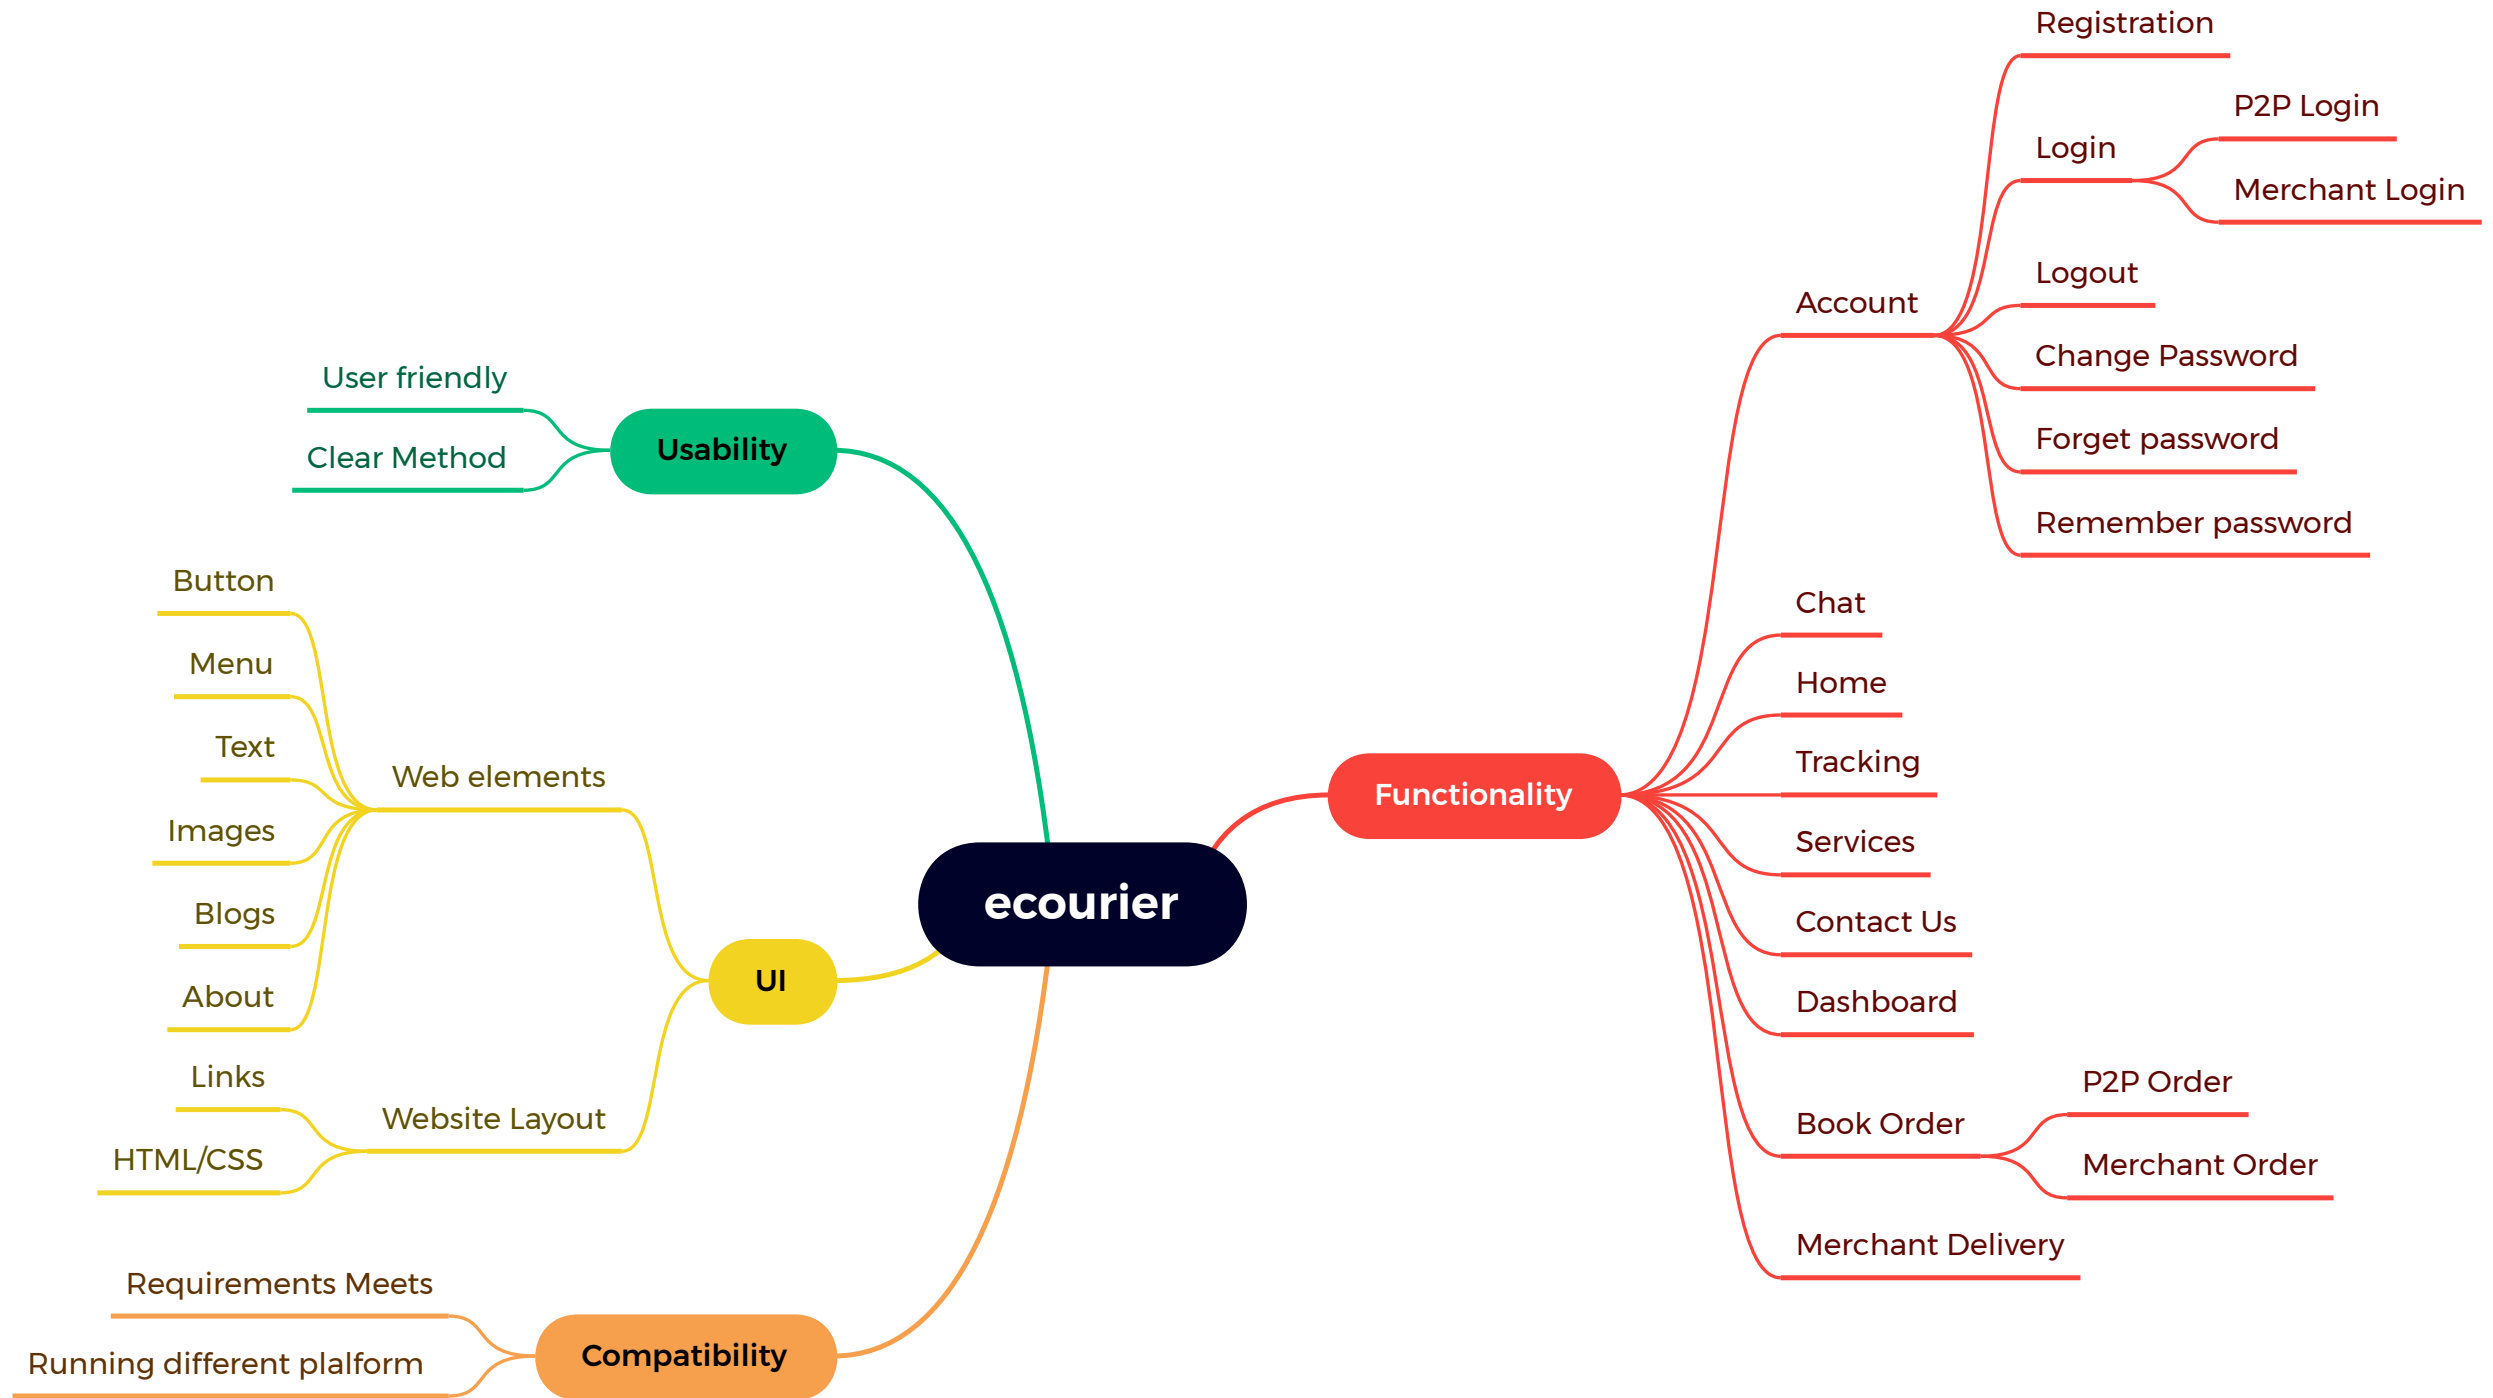 ecourier
Functionality
Account
Registration
Login
P2P Login
Merchant Login
Logout
Change Password
Forget password
Remember password
Chat
Home
Tracking
Services
Contact Us
Dashboard
Book Order
P2P Order
Merchant Order
Merchant Delivery
Usability
User friendly
Clear Method
UI
Web elements
Button
Menu
Text
Images
Blogs
About
Website Layout
Links
HTML/CSS
Compatibility
Requirements Meets
Running different plalform